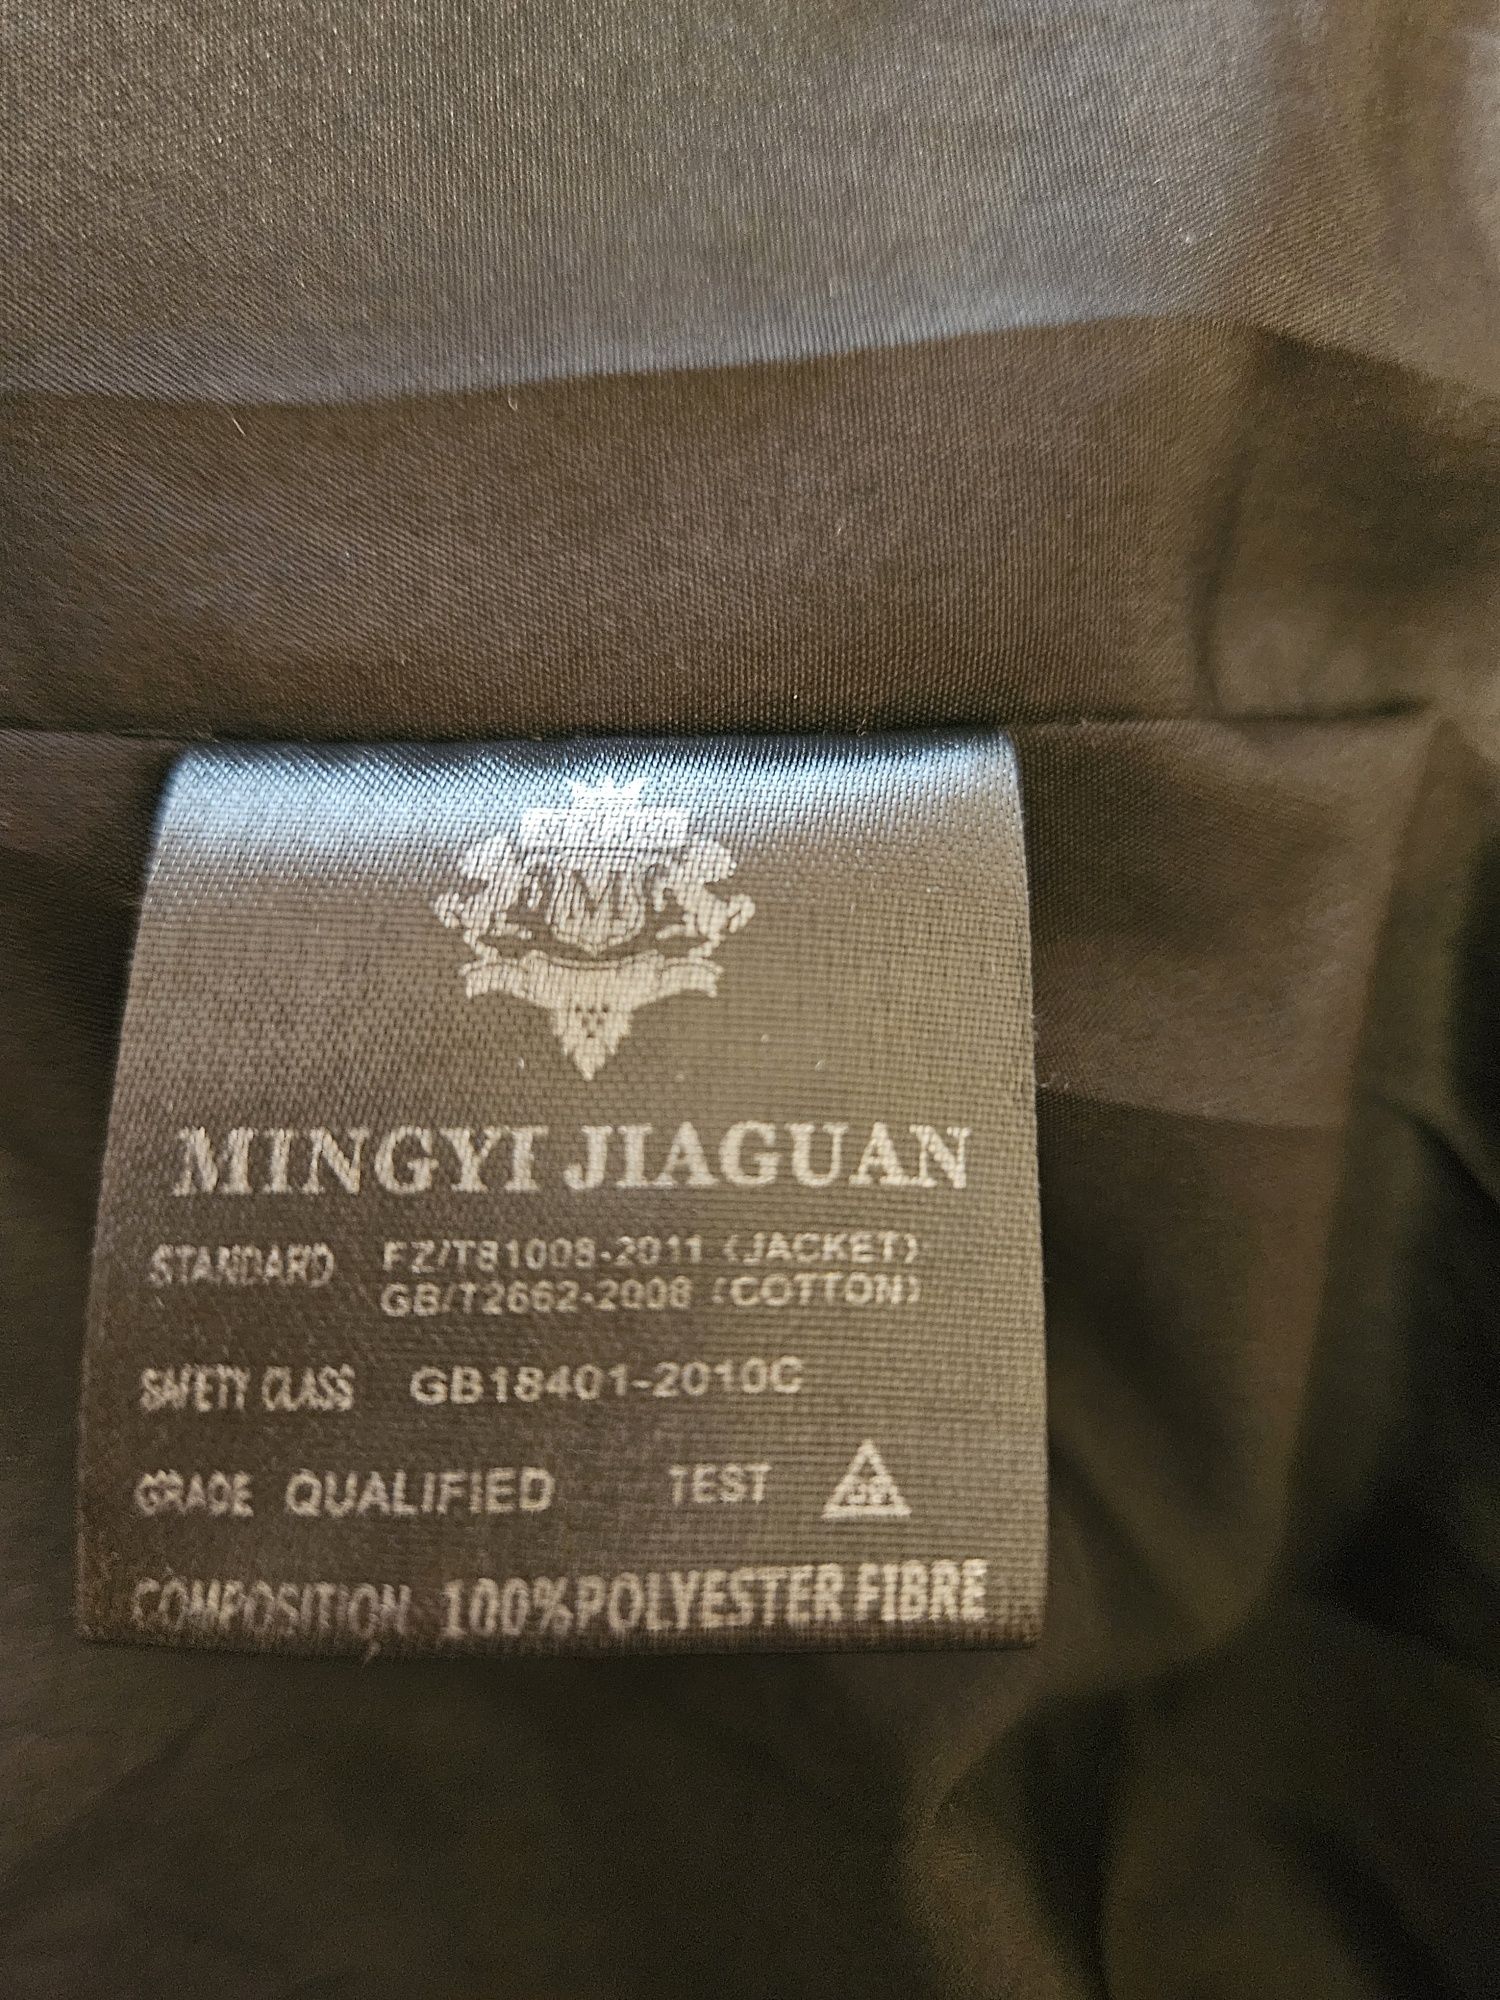 MINGYI JIAGUAN
STANDARD FZ/T81008-2011 (JACKET)
GB/T2662-2008 (COTTON)
SAFETY CLASS GB18401-2010C
GRADE QUALIFIED TEST
COMPOSITION 100%POLYESTER FIBRE